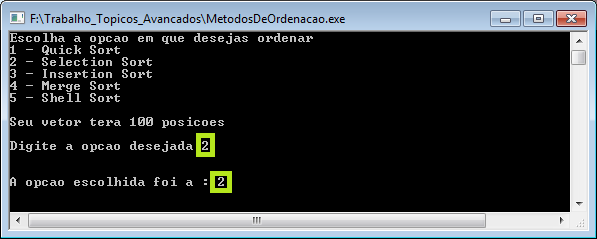 F:\Trabalho_Topicos_Avancados\MetodosDeOrdenacao.exe
Escolha a opcao em que desejas ordenar
1 - Quick Sort
2 - Selection Sort
3 - Insertion Sort
4 - Merge Sort
5 - Shell Sort
Seu vetor tera 100 posicoes
Digite a opcao desejada 2
A opcao escolhida foi a : 2